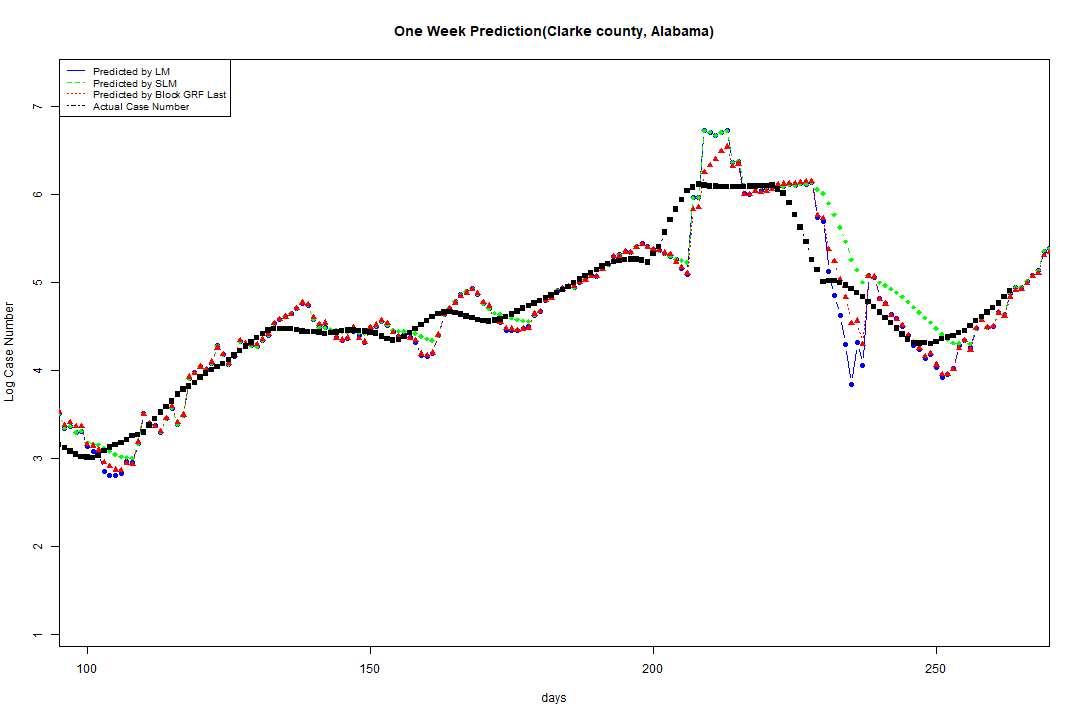 One Week Prediction(Clarke county, Alabama)
Predicted by LM
Predicted by SLM
Predicted by Block GRF Last
Actual Case Number
7
6
5
4
3
2
1
Log Case Number
100 150 200 250
days